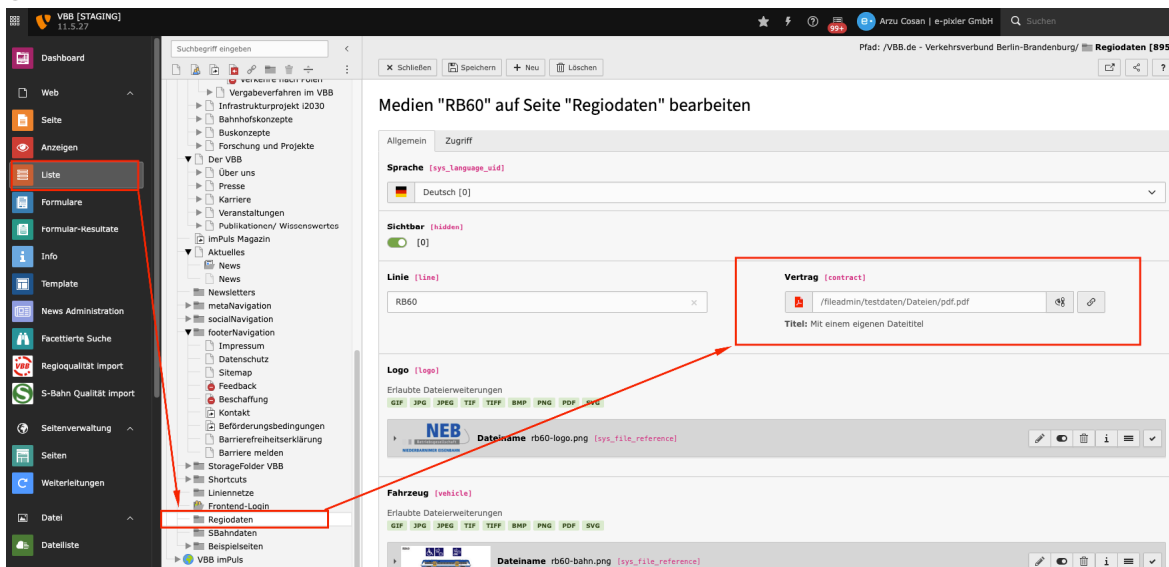 VBB [STAGING]
11.5.27
99+
e
Arzu Cosan | e-pixler GmbH
Suchen
Dashboard
Web
Seite
Anzeigen
Liste
Formulare
Formular-Resultate
Info
Template
News Administration
Facettierte Suche
VBB
Regioqualität import
S-Bahn Qualität import
Seitenverwaltung
Seiten
Weiterleitungen
Datei
Dateiliste
Suchbegriff eingeben
Verkehre nach Polen
Vergabeverfahren im VBB
Infrastrukturprojekt i2030
Bahnhofskonzepte
Buskonzepte
Forschung und Projekte
Der VBB
Über uns
Presse
Karriere
Veranstaltungen
Publikationen/ Wissenswertes
imPuls Magazin
Aktuelles
News
News
Newsletters
metaNavigation
socialNavigation
footerNavigation
Impressum
Datenschutz
Sitemap
Feedback
Beschaffung
Kontakt
Beförderungsbedingungen
Barrierefreiheitserklärung
Barriere melden
StorageFolder VBB
Shortcuts
Liniennetze
Frontend-Login
Regiodaten
SBahndaten
Beispielseiten
VBB imPuls
Pfad: /VBB.de - Verkehrsverbund Berlin-Brandenburg/ Regiodaten [895
Schließen Speichern Neu Löschen
Medien "RB60" auf Seite "Regiodaten" bearbeiten
Allgemein Zugriff
Sprache [sys_language_uid]
Deutsch [0]
Sichtbar [hidden]
[0]
Linie [line]
RB60
Vertrag [contract]
/fileadmin/testdaten/Dateien/pdf.pdf
Titel: Mit einem eigenen Dateititel
Logo [logo]
Erlaubte Dateierweiterungen
GIF JPG JPEG TIF TIFF BMP PNG PDF SVG
NEB
Dateiname rb60-logo.png [sys_file_reference]
Fahrzeug [vehicle]
Erlaubte Dateierweiterungen
GIF JPG JPEG TIF TIFF BMP PNG PDF SVG
Dateiname rb60-bahn.png [sys_file_reference]